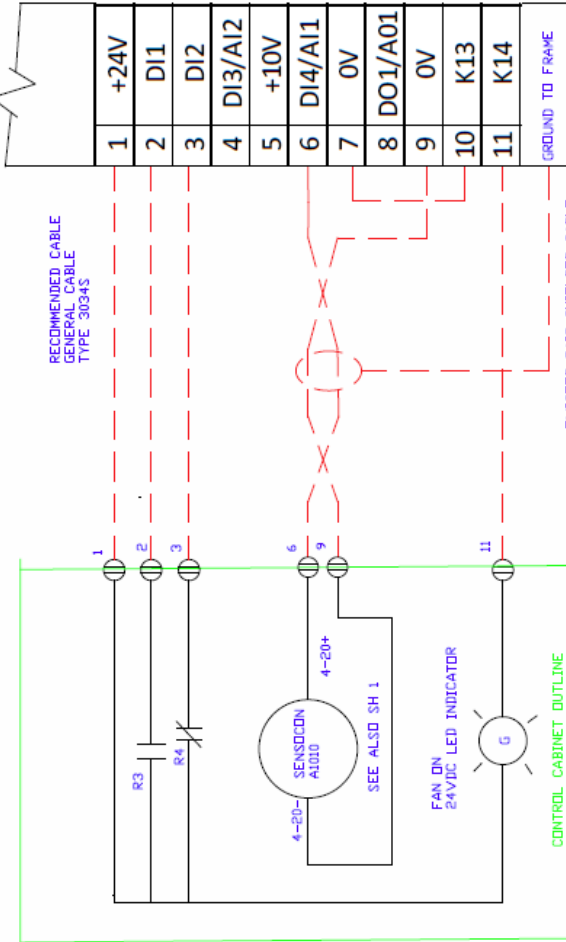 1 +24V
2 DI1
3 DI2
4 DI3/AI2
5 +10V
6 DI4/AI1
7 0V
8 DO1/A01
9 0V
10 K13
11 K14
GROUND TO FRAME
RECOMMENDED CABLE
GENERAL CABLE
TYPE 3034S
1
2
3
6
9
11
R3
R4
4-20-
SENSOCON
A1010
4-20+
SEE ALSO SH 1
FAN ON
24VDC LED INDICATOR
G
CONTROL CABINET OUTLINE